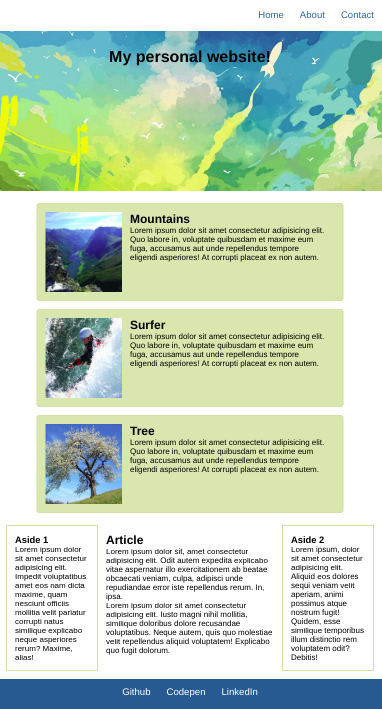 Home About Contact
My personal website!
Mountains
Lorem ipsum dolor sit amet consectetur adipisicing elit.
Quo labore in, voluptate quibusdam et maxime eum
fuga, accusamus aut unde repellendus tempore
eligendi asperiores! At corrupti placeat ex non autem.
Surfer
Lorem ipsum dolor sit amet consectetur adipisicing elit.
Quo labore in, voluptate quibusdam et maxime eum
fuga, accusamus aut unde repellendus tempore
eligendi asperiores! At corrupti placeat ex non autem.
Tree
Lorem ipsum dolor sit amet consectetur adipisicing elit.
Quo labore in, voluptate quibusdam et maxime eum
fuga, accusamus aut unde repellendus tempore
eligendi asperiores! At corrupti placeat ex non autem.
Aside 1
Lorem ipsum dolor
sit amet consectetur
adipisicing elit.
Impedit voluptatibus
amet eos nam dicta
maxime, quam
nesciunt officiis
mollitia velit pariatur
corrupti natus
similique explicabo
neque asperiores
rerum? Maxime,
alias!
Article
Lorem ipsum dolor sit, amet consectetur
adipisicing elit. Odit autem expedita explicabo
vitae aspernatur illo exercitationem ab beatae
obcaecati veniam, culpa, adipisci unde
repudiandae error iste repellendus rerum. In,
ipsa.
Lorem ipsum dolor sit amet consectetur
adipisicing elit. Iusto magni nihil mollitia,
similique doloribus dolore recusandae
voluptatibus. Neque autem, quis quo molestiae
velit repellendus aliquid voluptatem! Explicabo
quo fugit dolorum.
Aside 2
Lorem ipsum dolor
sit amet consectetur
adipisicing elit.
Aliquid eos dolores
sequi veniam velit
aperiam, animi
possimus atque
nostrum fugit!
Quidem, esse
similique temporibus
illum distinctio rem
voluptatem odit?
Debitis!
Github Codepen LinkedIn